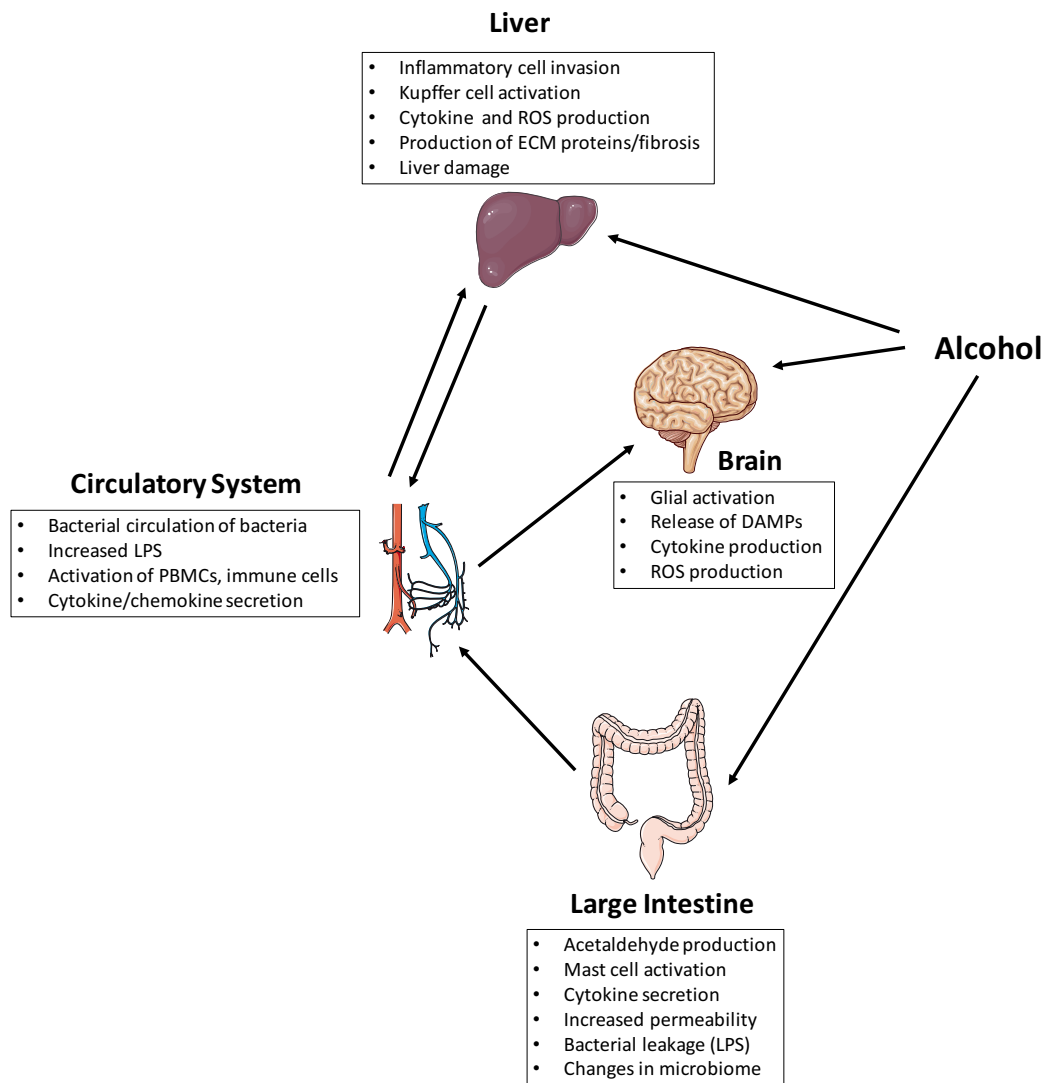 Liver
• Inflammatory cell invasion
• Kupffer cell activation
• Cytokine and ROS production
• Production of ECM proteins/fibrosis
• Liver damage
Alcohol
Brain
• Glial activation
• Release of DAMPs
• Cytokine production
• ROS production
Circulatory System
• Bacterial circulation of bacteria
• Increased LPS
• Activation of PBMCs, immune cells
• Cytokine/chemokine secretion
Large Intestine
• Acetaldehyde production
• Mast cell activation
• Cytokine secretion
• Increased permeability
• Bacterial leakage (LPS)
• Changes in microbiome